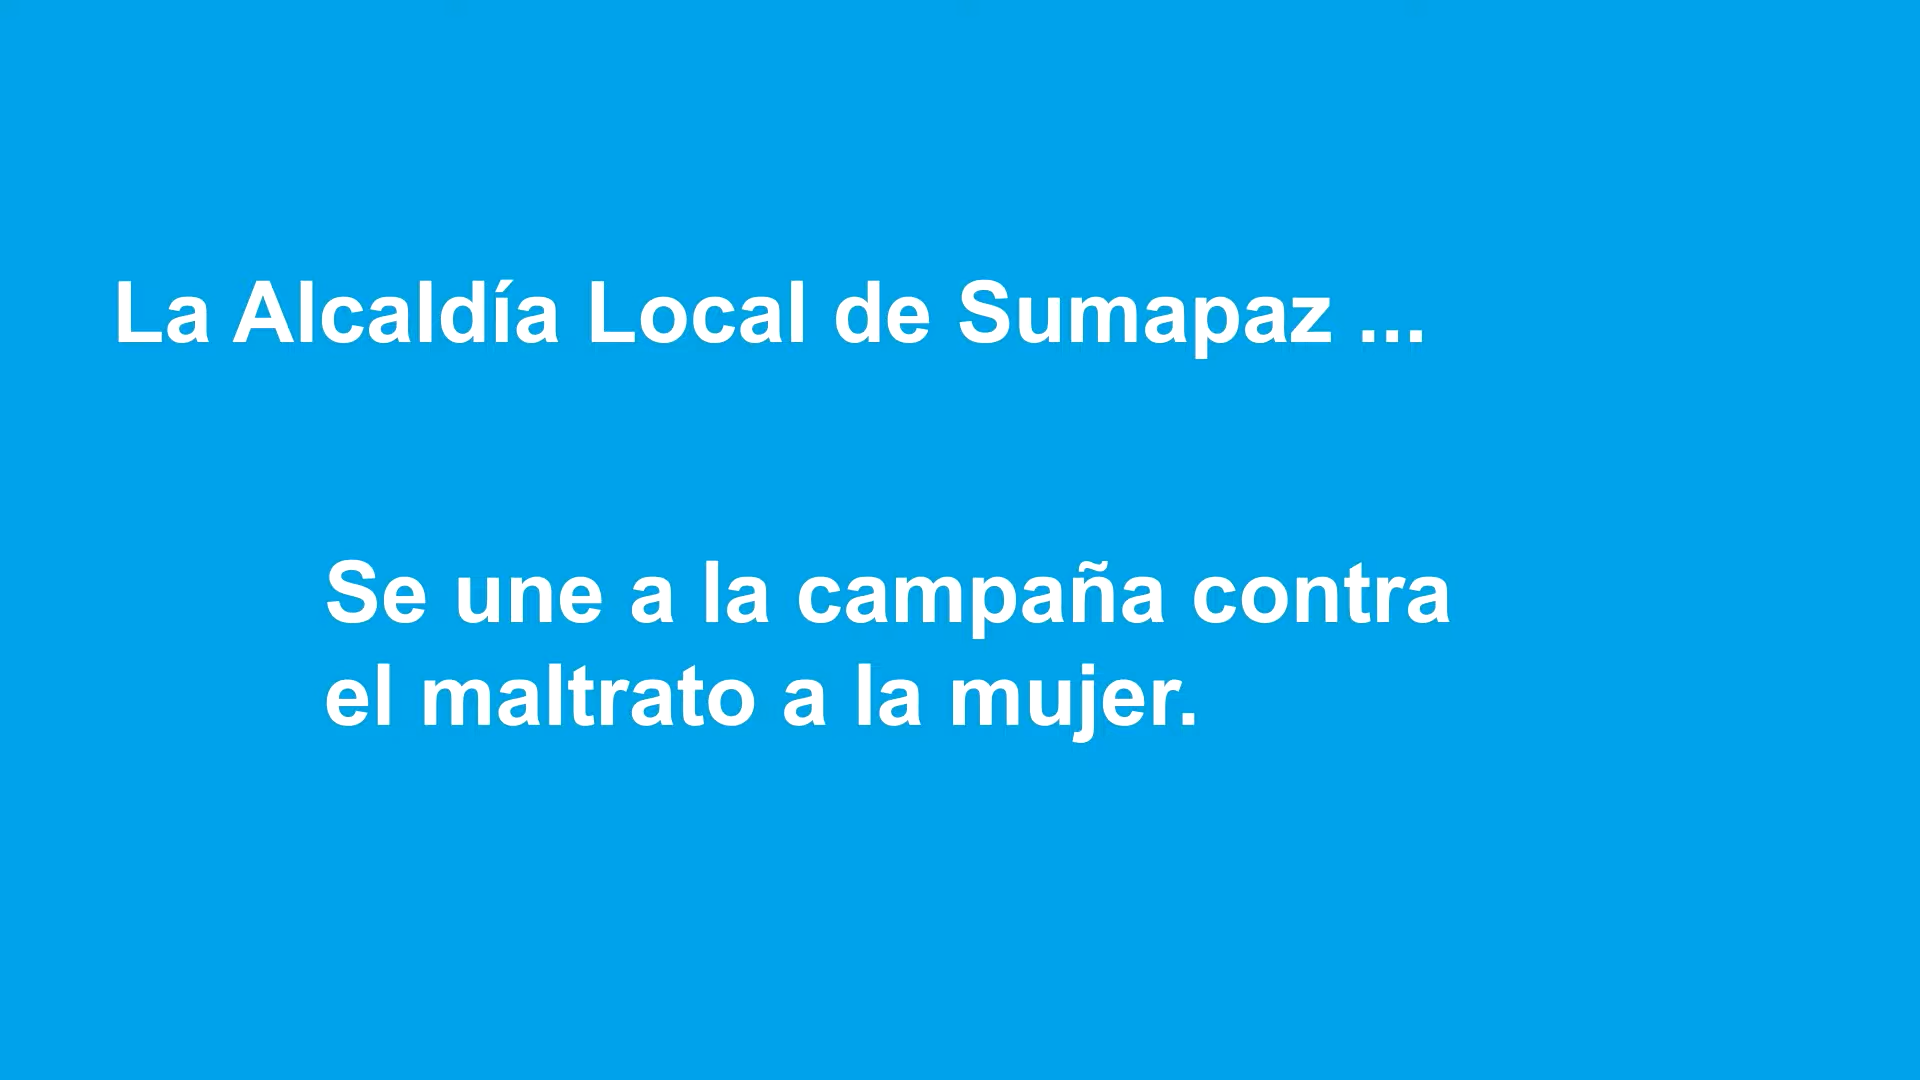 La Alcaldía Local de Sumapaz ...
Se une a la campaña contra
el maltrato a la mujer.